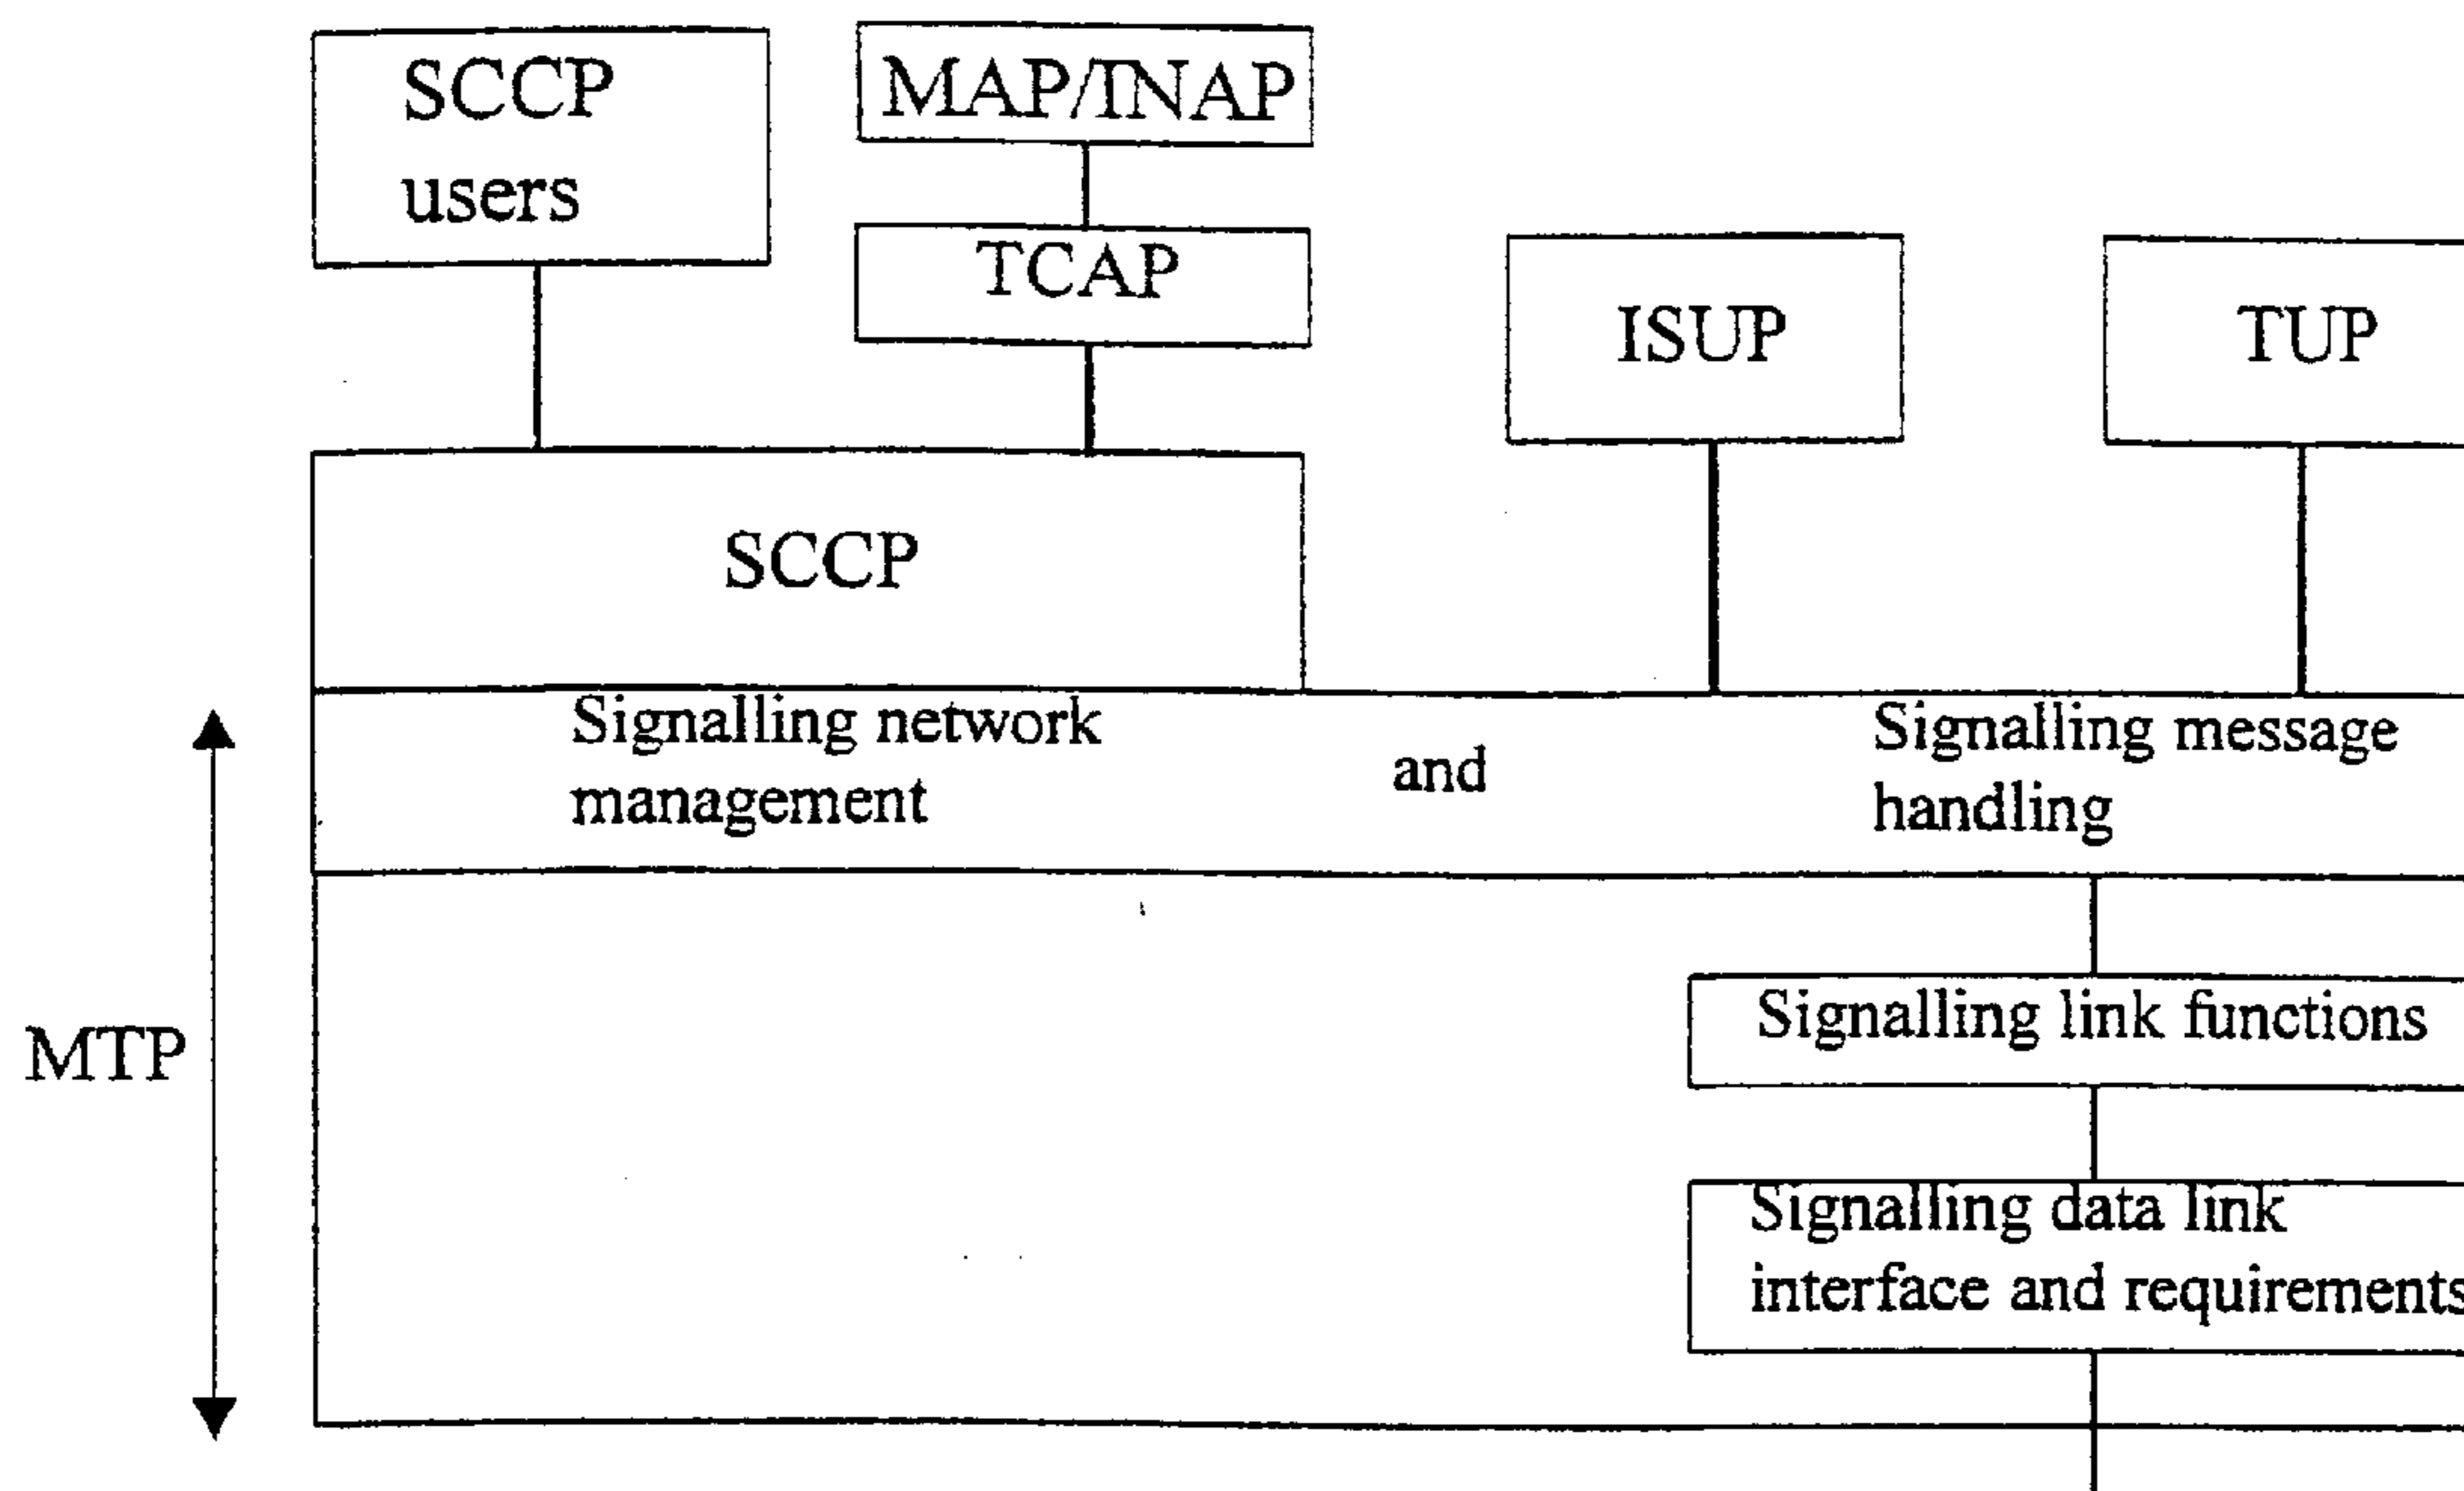 SCCP
users
MAP/INAP
TCAP
ISUP
TUP
SCCP
Signalling network
management
and
Signalling message
handling
MTP
Signalling link functions
Signalling data link
interface and requirements